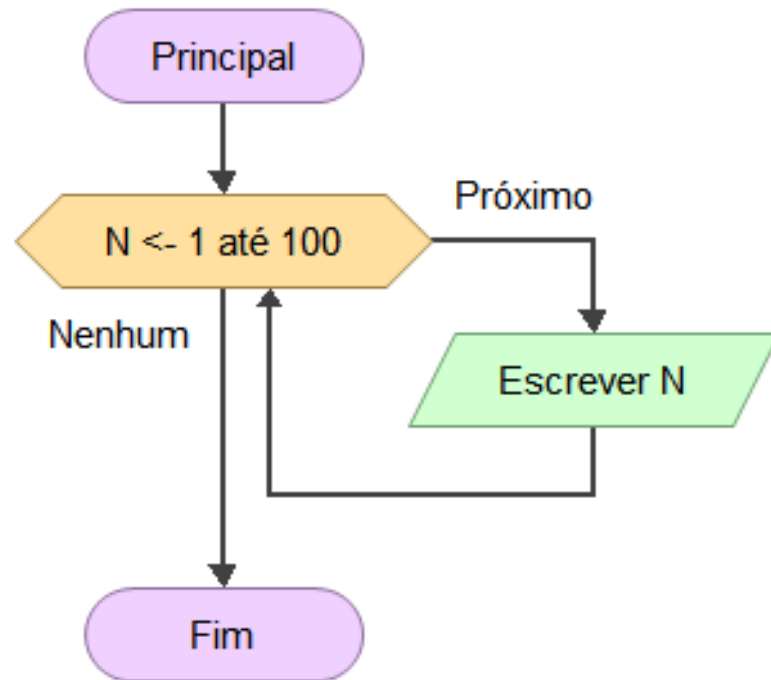 Principal
N <- 1 até 100
Próximo
Nenhum
Escrever N
Fim